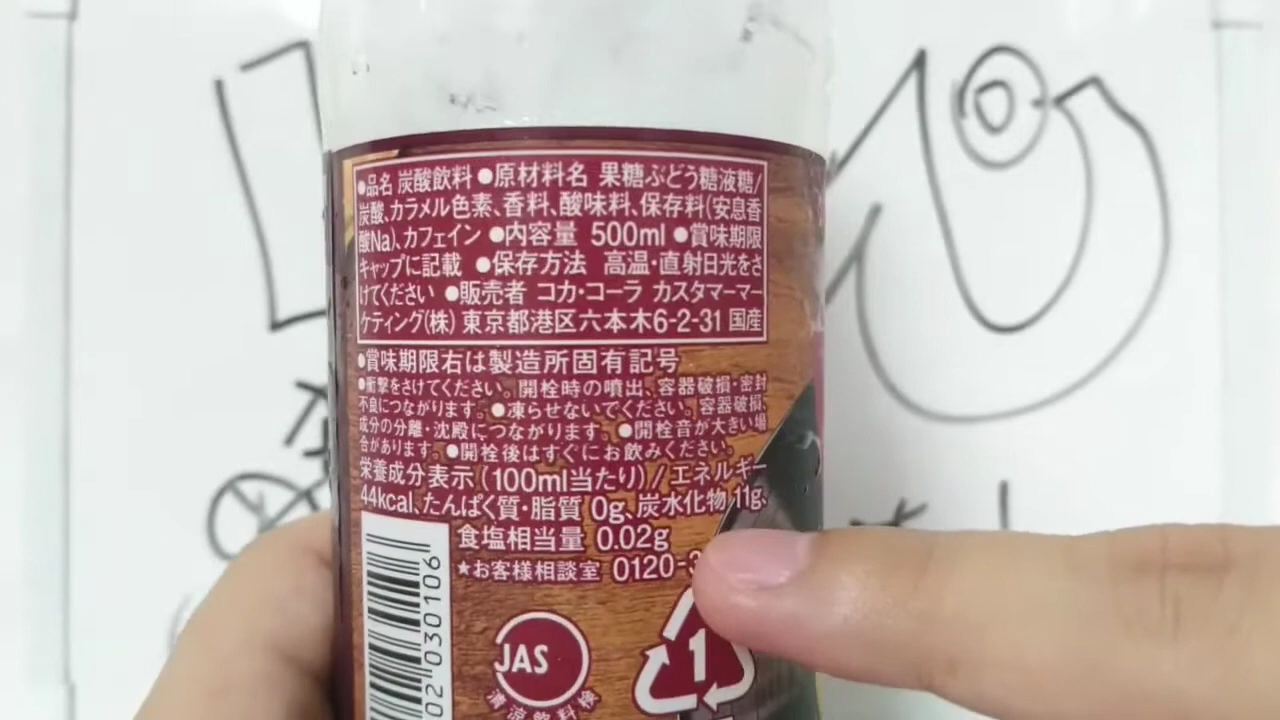 ●品名 炭酸飲料 ●原材料名 果糖ぶどう糖液糖/
炭酸、カラメル色素、香料、酸味料、保存料(安息香
酸Na)、カフェイン ●内容量 500ml ●賞味期限
キャップに記載 ●保存方法 高温・直射日光をさ
けてください ●販売者 コカ・コーラ カスタマーマー
ケティング(株) 東京都港区六本木6-2-31 国産
●賞味期限右は製造所固有記号
●衝撃をさけてください。開栓時の噴出、容器破損・密封
不良につながります。●凍らせないでください。容器破損、
成分の分離・沈殿につながります。●開栓音が大きい場
合があります。●開栓後はすぐにお飲みください。
栄養成分表示(100ml当たり)/エネルギー
44kcal、たんぱく質・脂質 0g、炭水化物 11g、
食塩相当量 0.02g
★お客様相談室 0120-3
02 030106
JAS
清涼飲料検
1